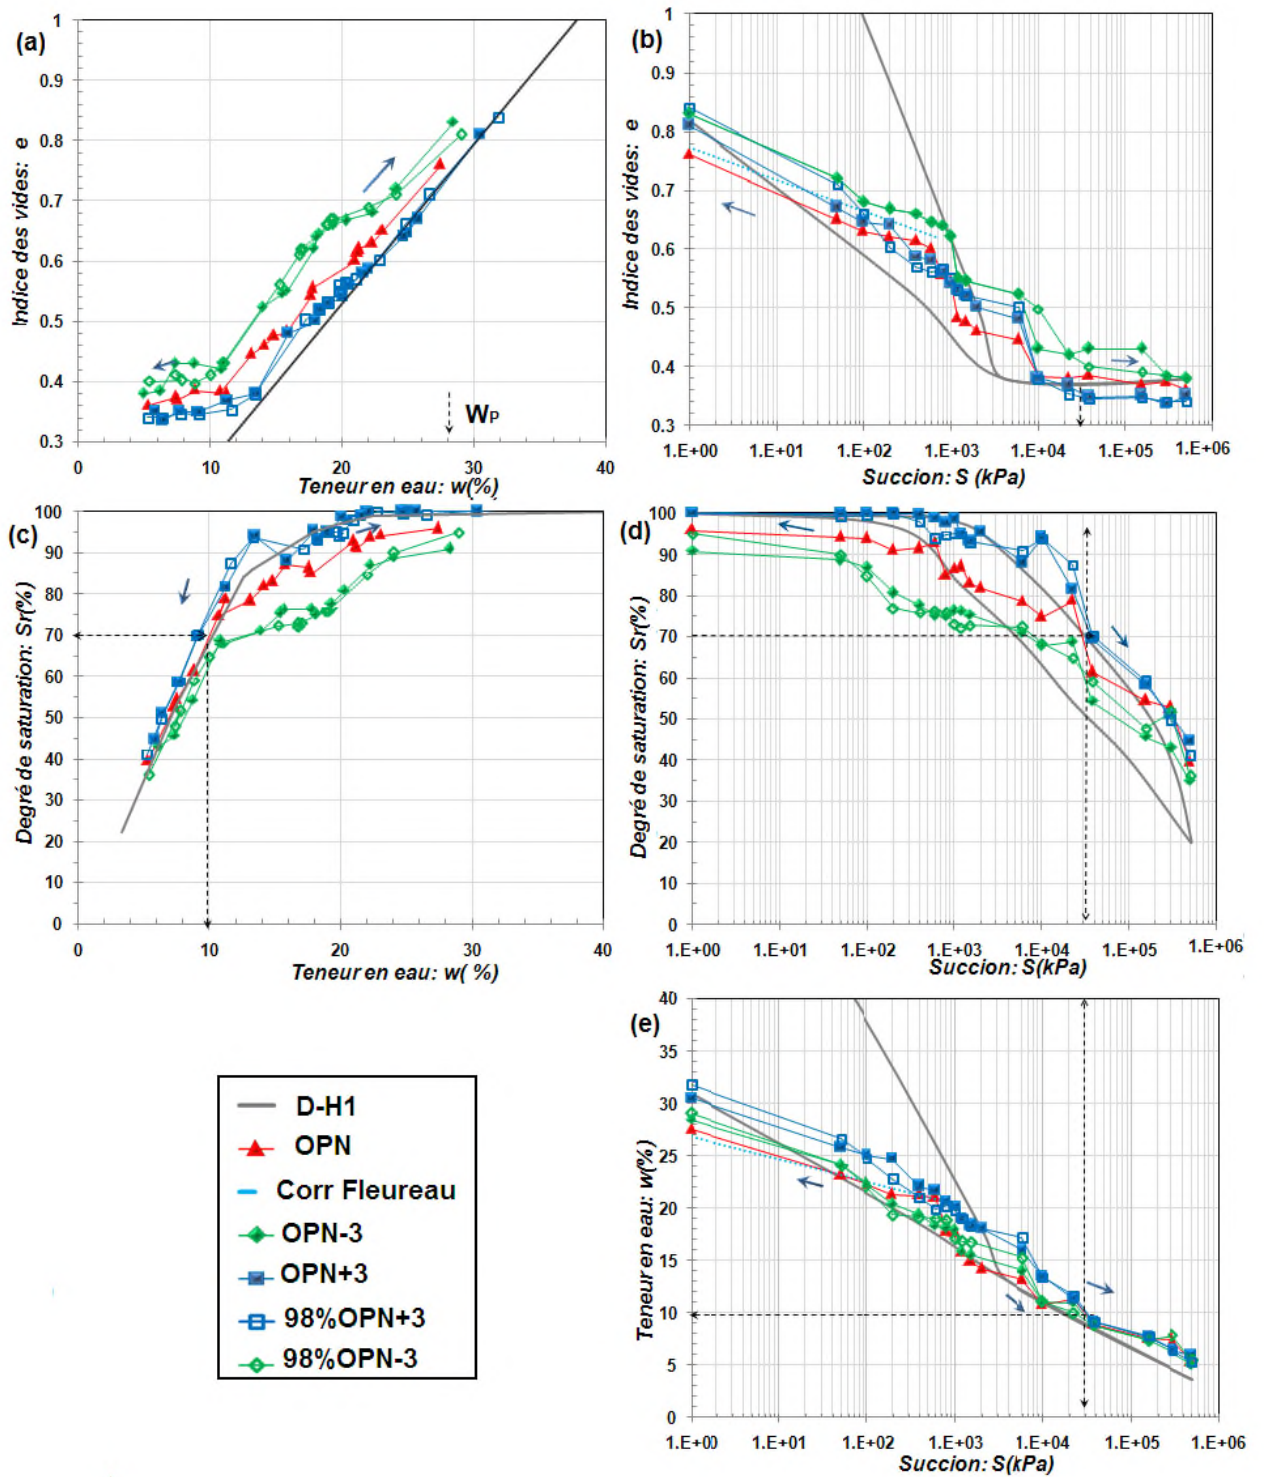 (a)
1
0.9
0.8
0.7
0.6
0.5
0.4
0.3
Indice des vides: e
Wp
0 10 20 30 40
Teneur en eau: w(%)
(b)
1
0.9
0.8
0.7
0.6
0.5
0.4
0.3
Indice des vides: e
1.E+00 1.E+01 1.E+02 1.E+03 1.E+04 1.E+05 1.E+06
Succion: S (kPa)
(c)
100
90
80
70
60
50
40
30
20
10
0
Degré de saturation: Sr(%)
0 10 20 30 40
Teneur en eau: w( %)
(d)
100
90
80
70
60
50
40
30
20
10
0
Degré de saturation: Sr(%)
1.E+00 1.E+01 1.E+02 1.E+03 1.E+04 1.E+05 1.E+06
Succion: S(kPa)
(e)
40
35
30
25
20
15
10
5
0
Teneur en eau: w(%)
1.E+00 1.E+01 1.E+02 1.E+03 1.E+04 1.E+05 1.E+06
Succion: S(kPa)
D-H1
OPN
Corr Fleureau
OPN-3
OPN+3
98%OPN+3
98%OPN-3